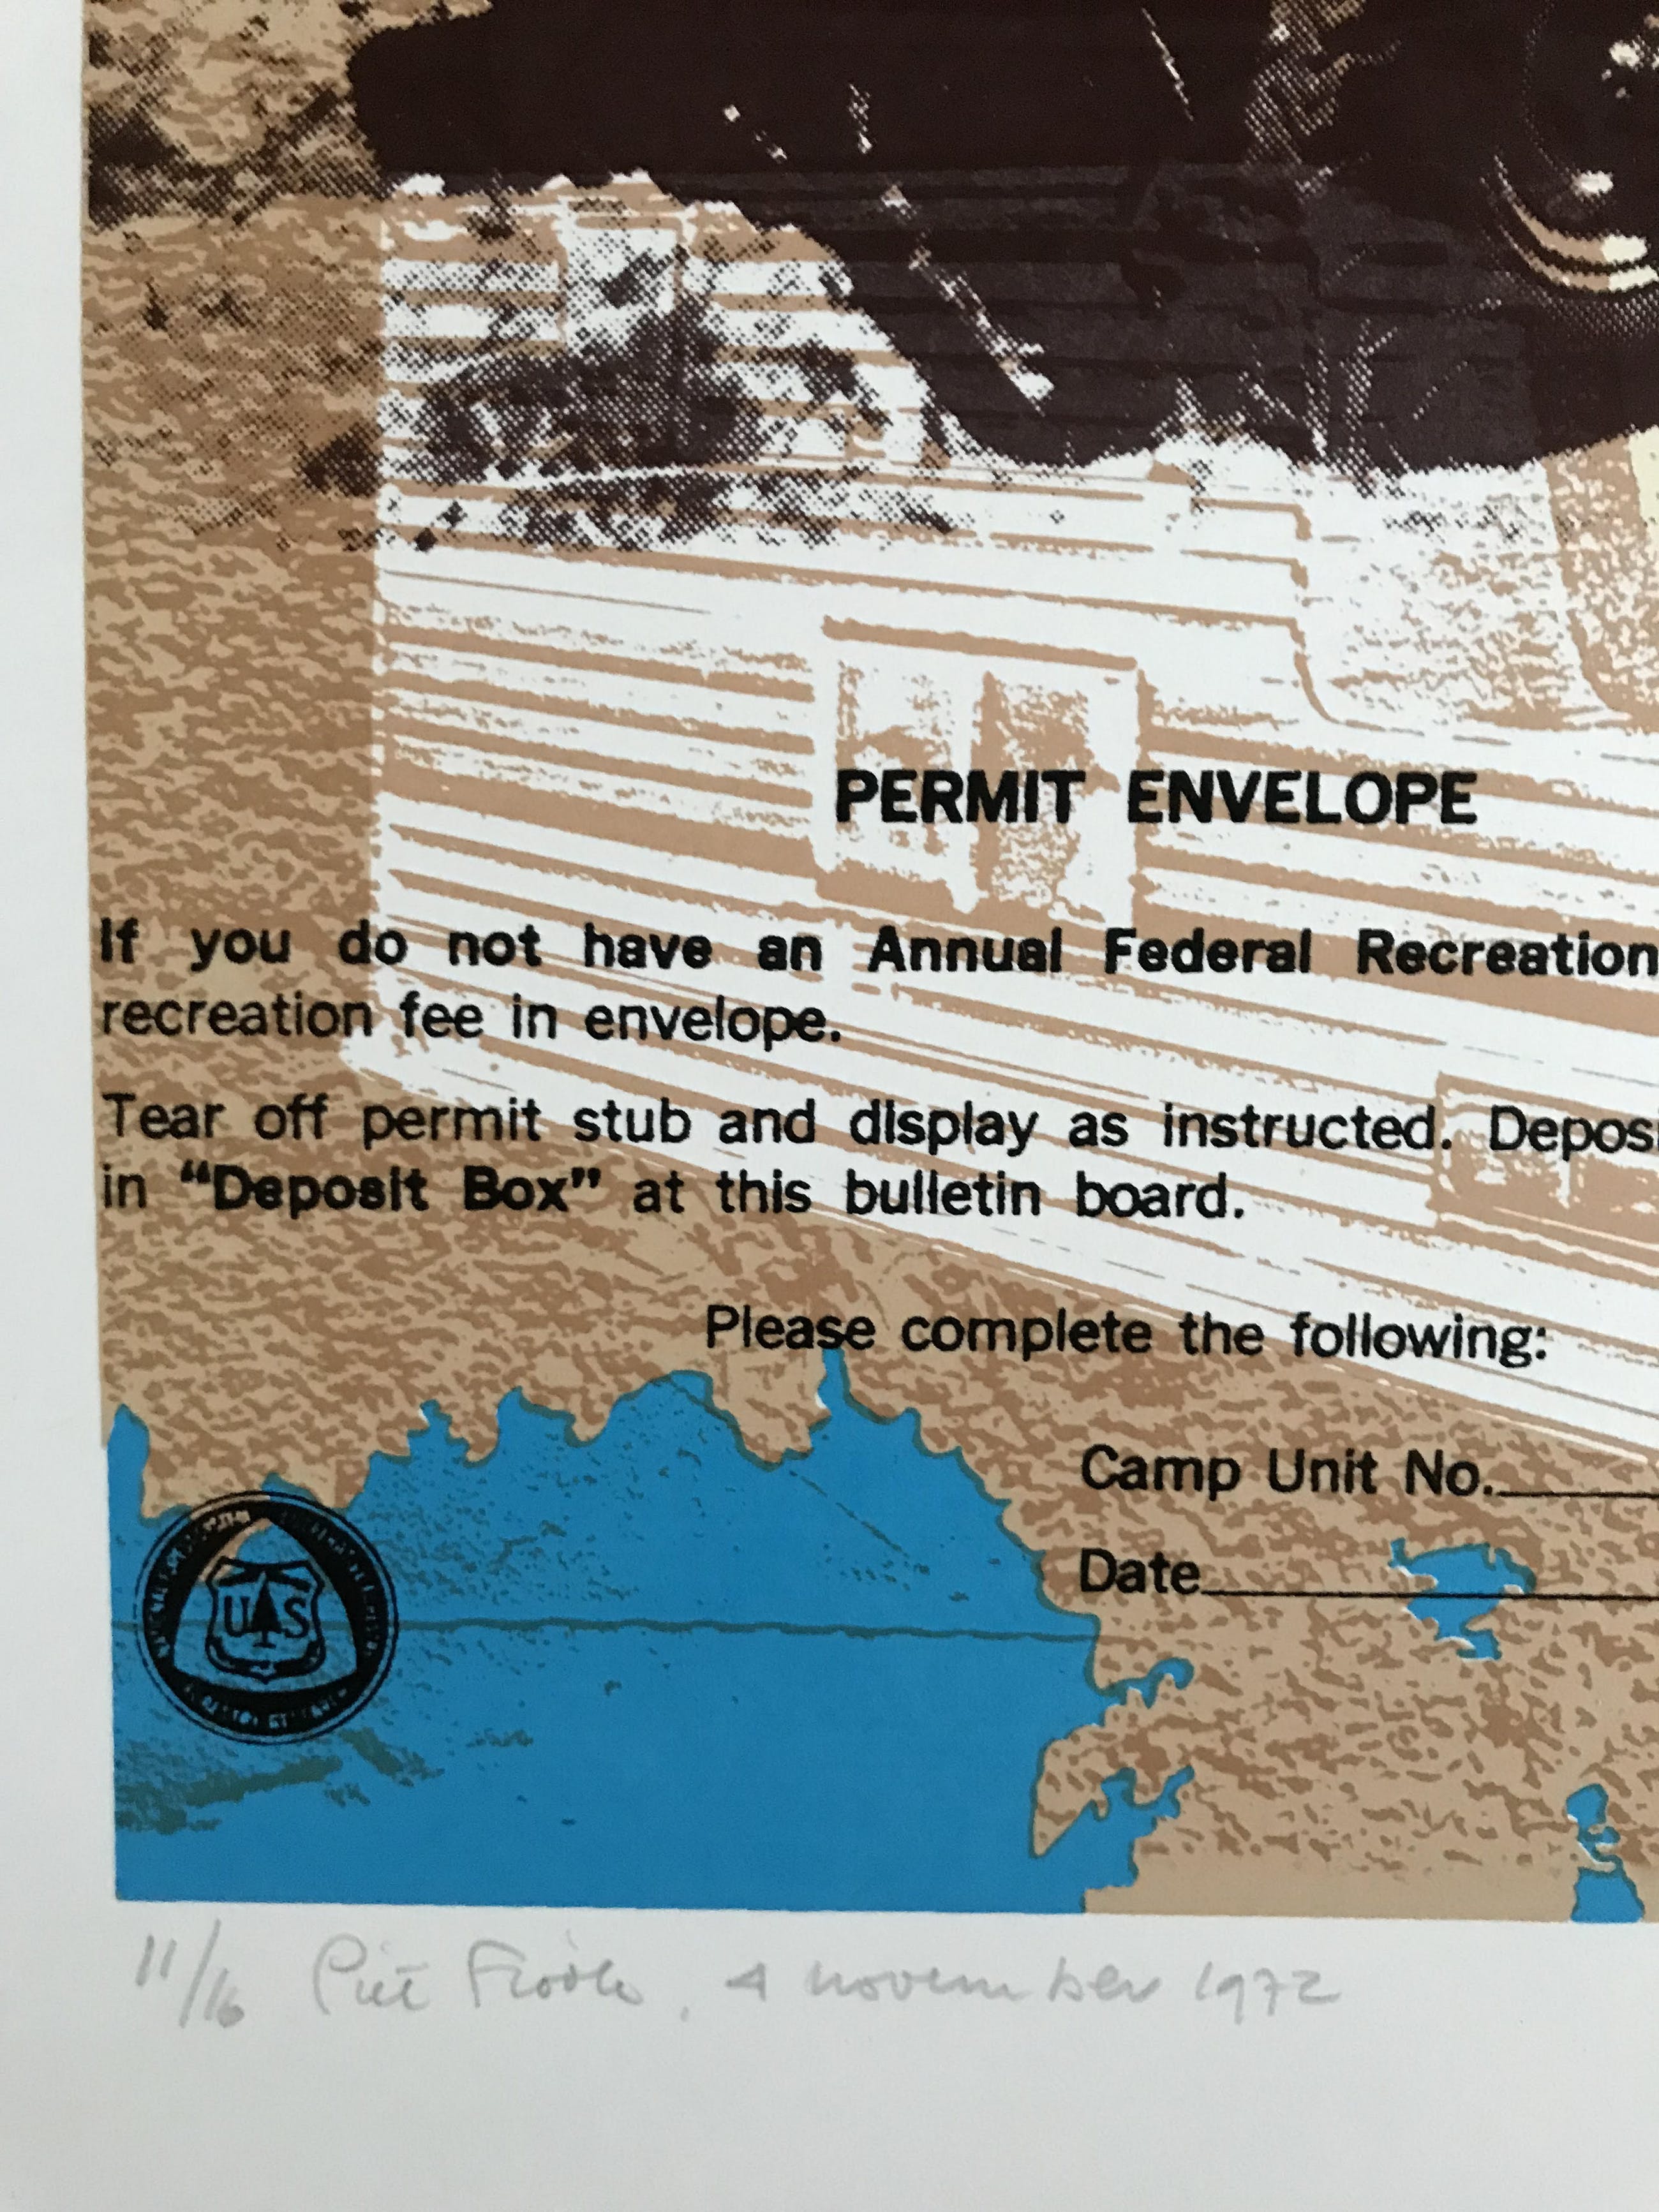 PERMIT ENVELOPE
If you do not have an Annual Federal Recreation
recreation fee in envelope.
Tear off permit stub and display as instructed. Deposi
in “Deposit Box” at this bulletin board.
Please complete the following:
Camp Unit No.
Date
U S
11/16 Piet , 4 november 1972